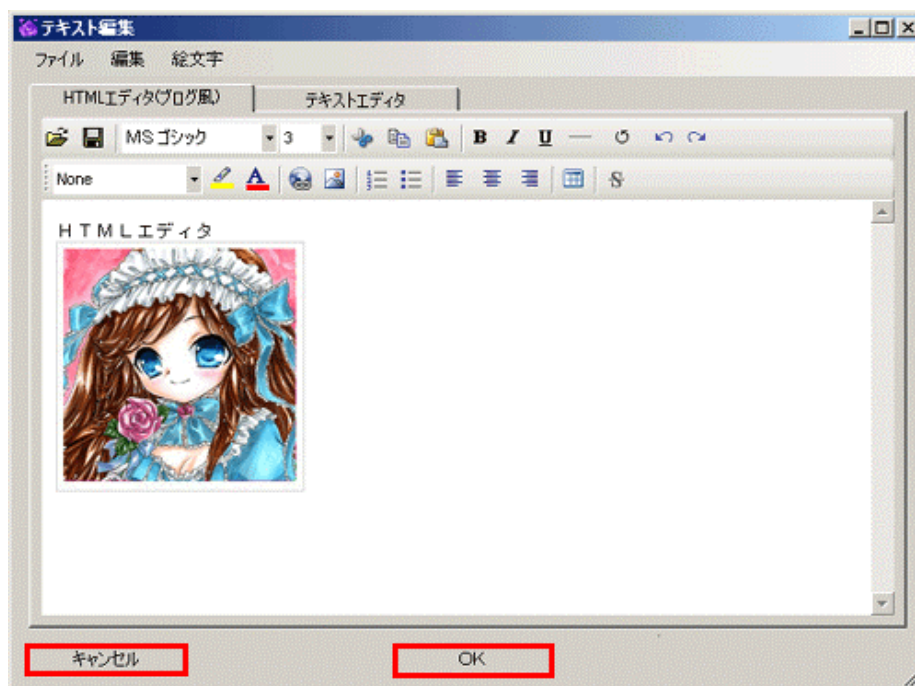 テキスト編集
ファイル 編集 絵文字
HTMLエディタ(ブログ風) テキストエディタ
MS ゴシック 3 B I U
None A S
ＨＴＭＬエディタ
キャンセル OK